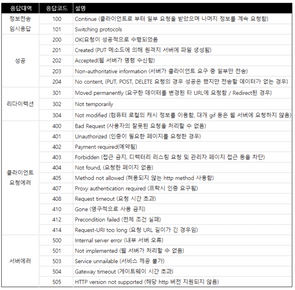 응답방법 응답코드 설명
정보전송 임시응답
100 Continue (클라이언트로 부터 일부 요청을 받았으며 나머지 정보를 계속 요청함)
101 Switching protocols
성공
200 OK(요청이 성공적으로 수행되었음
201 Created (PUT 메소드에 의해 원격지 서버에 파일 생성됨)
202 Accepted(웹 서버가 명령 수신함)
203 Non-authoritative information (서버가 클라이언트 요구 중 일부만 전송)
204 No content, (PUT, POST, DELETE 요청의 경우 성공은 했지만 전송할 데이터가 없는 경우)
리다이렉션
301 Moved permanently (요구한 데이터를 변경된 타 URL에 요청함 / Redirect된 경우)
302 Not temporarily
304 Not modified (컴퓨터 로컬의 캐시 정보를 이용함, 대개 gif 등은 웹 서버에 요청하지 않음)
클라이언트 요청에러
400 Bad Request (사용자의 잘못된 요청을 처리할 수 없음)
401 Unauthorized (인증이 필요한 페이지를 요청한 경우)
402 Payment required(예약됨)
403 Forbidden (접근 금지, 디렉터리 리스팅 요청 및 관리자 페이지 접근 등을 차단)
404 Not found, (요청한 페이지 없음)
405 Method not allowed (허용되지 않는 http method 사용함)
407 Proxy authentication required (프락시 인증 요구됨)
408 Request timeout (요청 시간 초과)
410 Gone (영구적으로 사용 금지)
412 Precondition failed (전체 조건 실패)
414 Request-URI too long (요청 URL 길이가 긴 경우임)
서버에러
500 Internal server error (내부 서버 오류)
501 Not implemented (웹 서버가 처리할 수 없음)
503 Service unnailable (서비스 제공 불가)
504 Gateway timeout (게이트웨이 시간 초과)
505 HTTP version not supported (해당 http 버전 지원되지 않음)